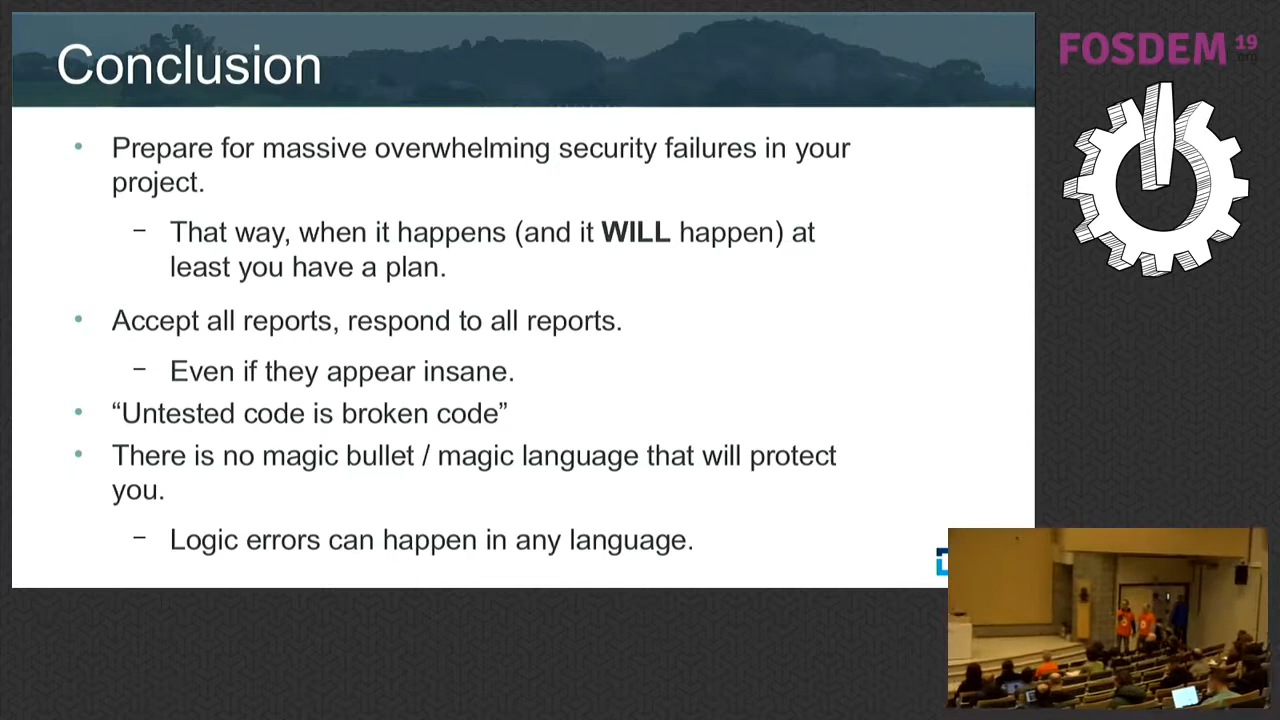 Conclusion
FOSDEM 19
.org
• Prepare for massive overwhelming security failures in your
project.
– That way, when it happens (and it WILL happen) at
least you have a plan.
• Accept all reports, respond to all reports.
– Even if they appear insane.
• “Untested code is broken code”
• There is no magic bullet / magic language that will protect
you.
– Logic errors can happen in any language.